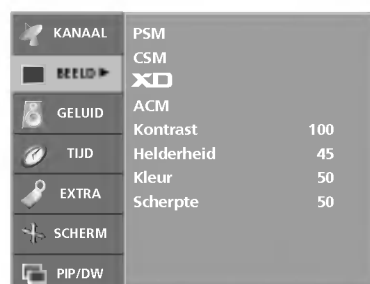 KANAAL
BEELD
GELUID
TIJD
EXTRA
SCHERM
PIP/DW
PSM
CSM
XD
ACM
Kontrast 100
Helderheid 45
Kleur 50
Scherpte 50